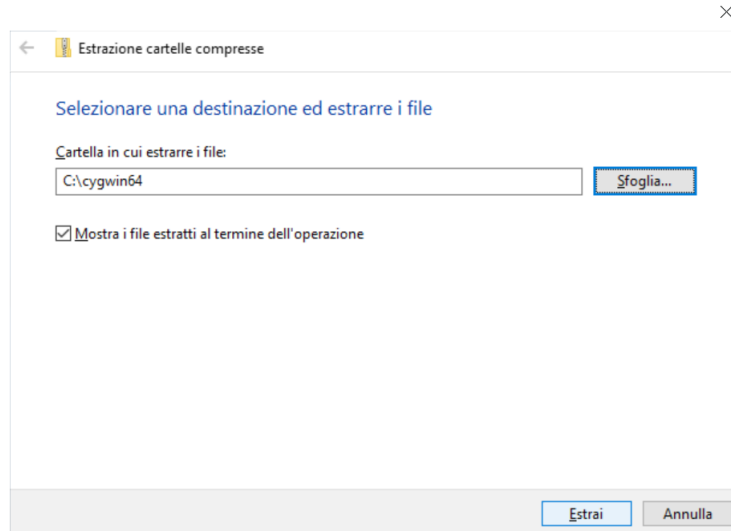 Estrazione cartelle compresse
Selezionare una destinazione ed estrarre i file
Cartella in cui estrarre i file:
C:\cygwin64
Sfoglia...
Mostra i file estratti al termine dell'operazione
Estrai
Annulla